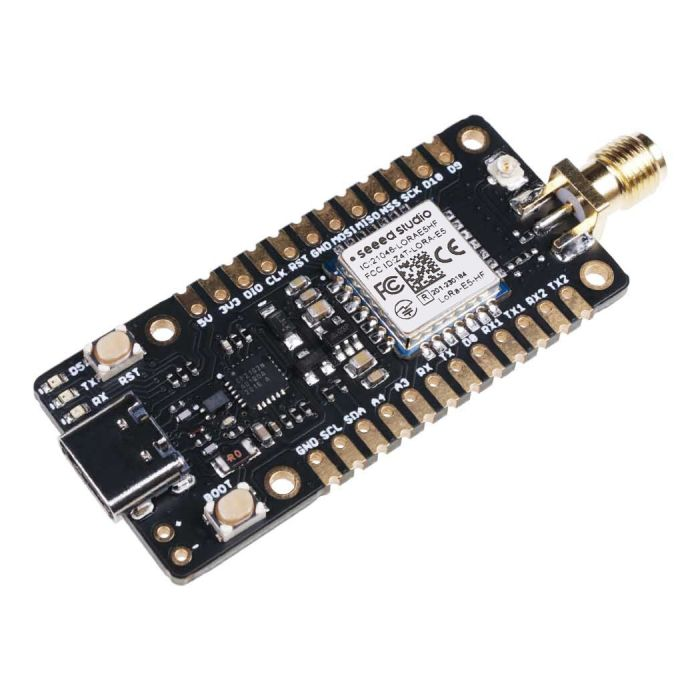 5V 3V3 DIO CLK RST GND MOSI MISO NSS SCK D10 D9
seeed studio
IC:21046-LORAE5HF
FCC ID:Z4T-LORA-E5
FC CE
R 201-230184
LoRa-E5-HF
D5
TX
RX
RST
R0
BOOT
+
-
GND SCL SDA A4 A3 RX TX D0 RX1 TX1 RX2 TX2